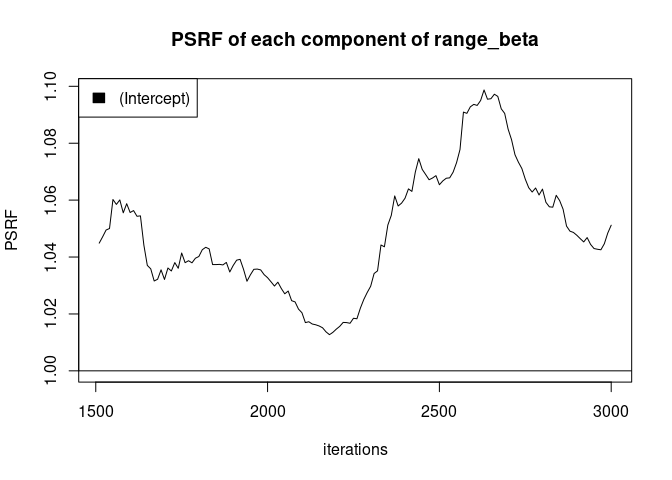 PSRF of each component of range_beta
(Intercept)
PSRF
1.10
1.08
1.06
1.04
1.02
1.00
1500 2000 2500 3000
iterations